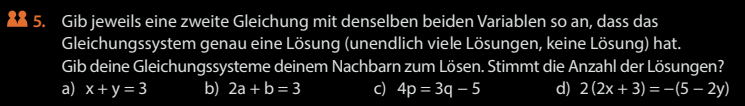 5. Gib jeweils eine zweite Gleichung mit denselben beiden Variablen so an, dass das
Gleichungssystem genau eine Lösung (unendlich viele Lösungen, keine Lösung) hat.
Gib deine Gleichungssysteme deinem Nachbarn zum Lösen. Stimmt die Anzahl der Lösungen?
a) x + y = 3 b) 2a + b = 3 c) 4p = 3q − 5 d) 2 (2x + 3) = −(5 − 2y)